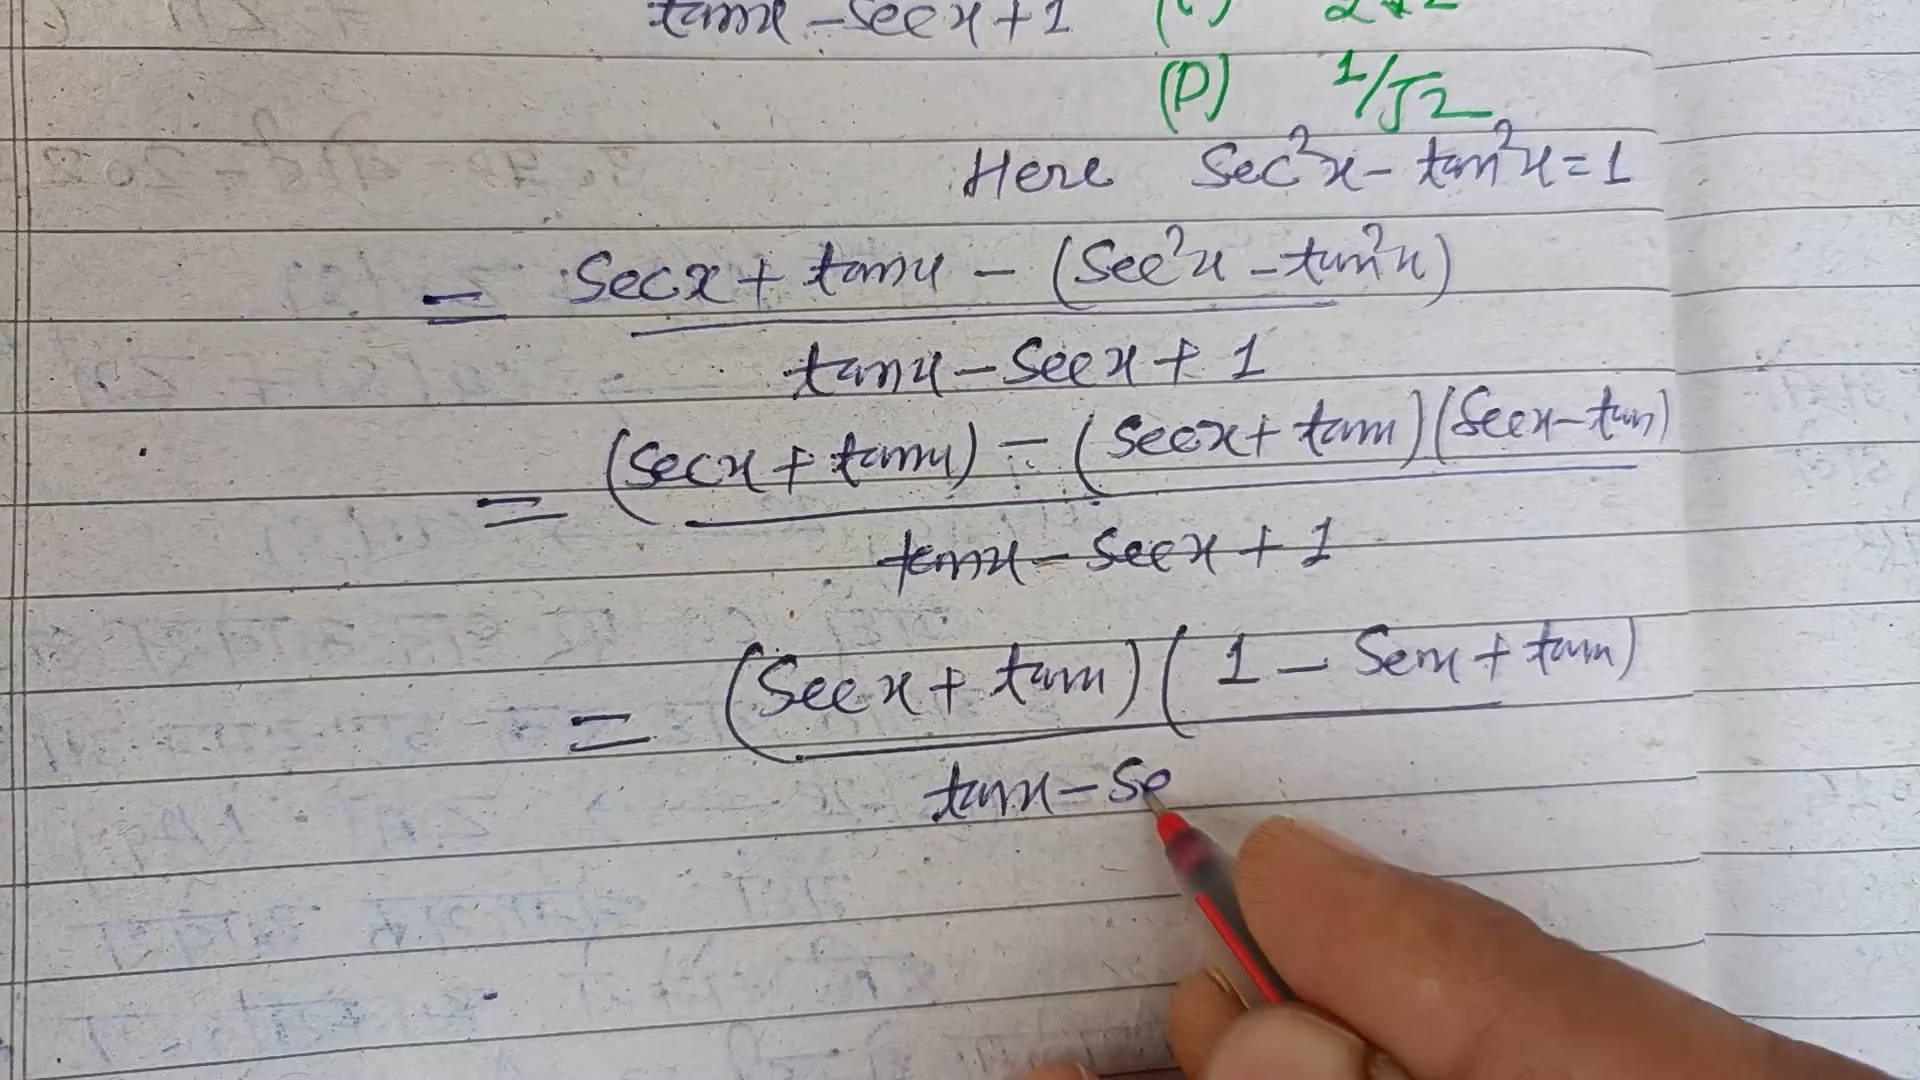 tanx - secx + 1
(D) 1/√2
Here Sec²x - tan²x = 1
= Secx + tanx - (Sec²x - tan²x)
tanx - Secx + 1
= (Secx + tanx) - (Secx + tanx)(Secx - tanx)
tanx - Secx + 1
= (Secx + tanx)(1 - Secx + tanx)
tanx - Se